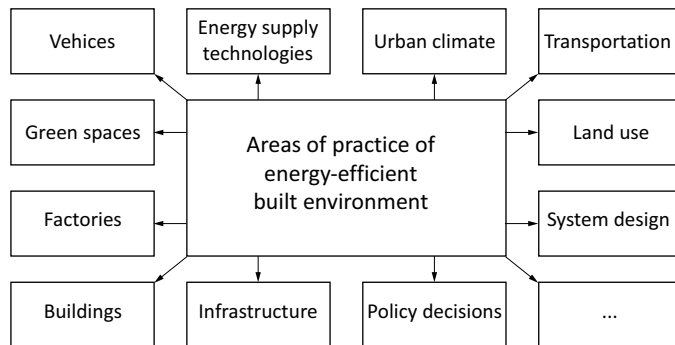 Vehices
Energy supply
technologies
Urban climate
Transportation
Green spaces
Areas of practice of
energy-efficient
built environment
Land use
Factories
System design
Buildings
Infrastructure
Policy decisions
...